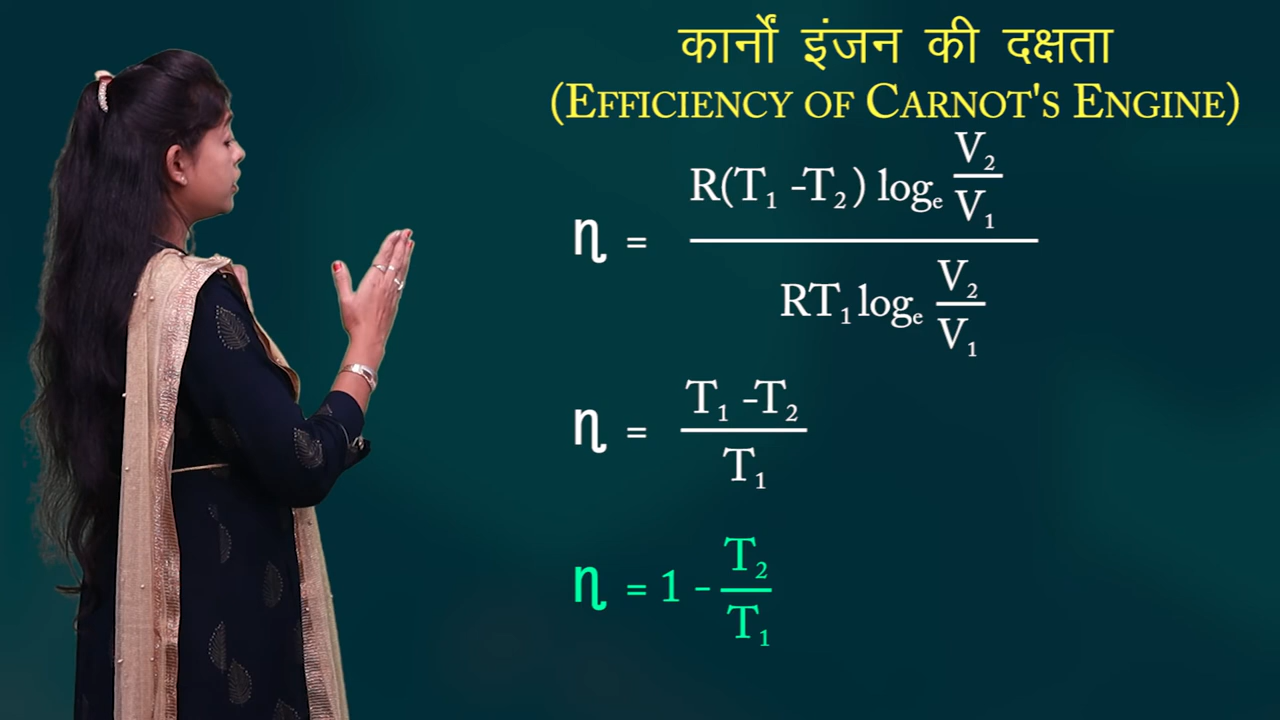 कार्नों इंजन की दक्षता
(EFFICIENCY OF CARNOT'S ENGINE)
η = R(T₁ -T₂) logₑ V₂/V₁ / RT₁ logₑ V₂/V₁
η = T₁ -T₂ / T₁
η = 1 - T₂/T₁